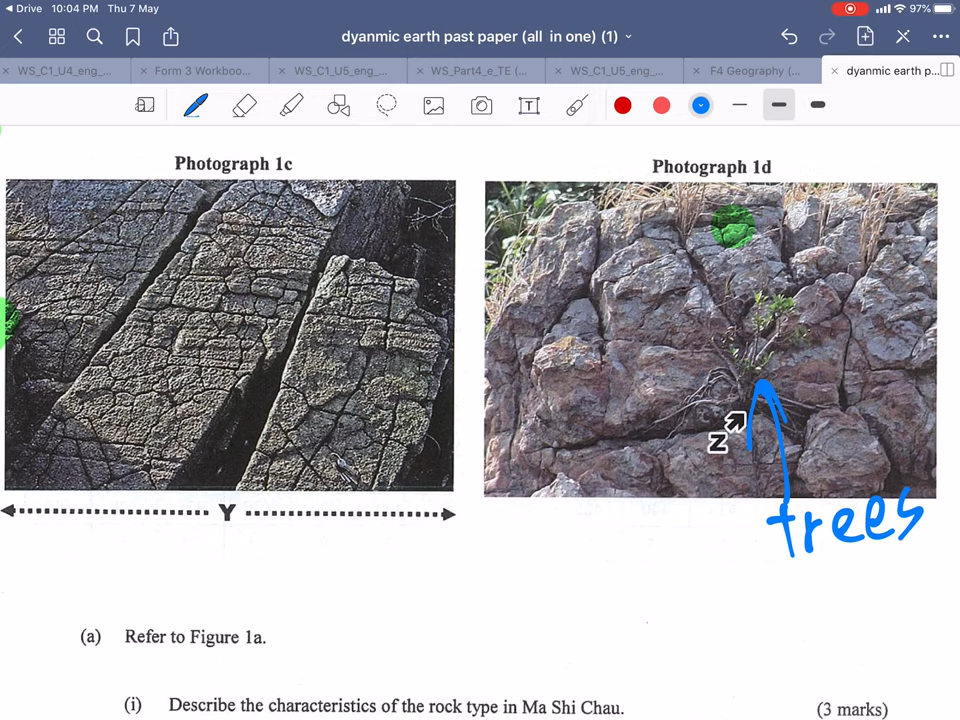 Drive 10:04 PM Thu 7 May 97%
dyanmic earth past paper (all in one) (1)
WS_C1_U4_eng_... Form 3 Workboo... WS_C1_U5_eng_... WS_Part4_e_TE (... WS_C1_U5_eng_... F4 Geography (... dyanmic earth p...
T
Photograph 1c Photograph 1d
Z
Y
trees
(a) Refer to Figure 1a.
(i) Describe the characteristics of the rock type in Ma Shi Chau. (3 marks)